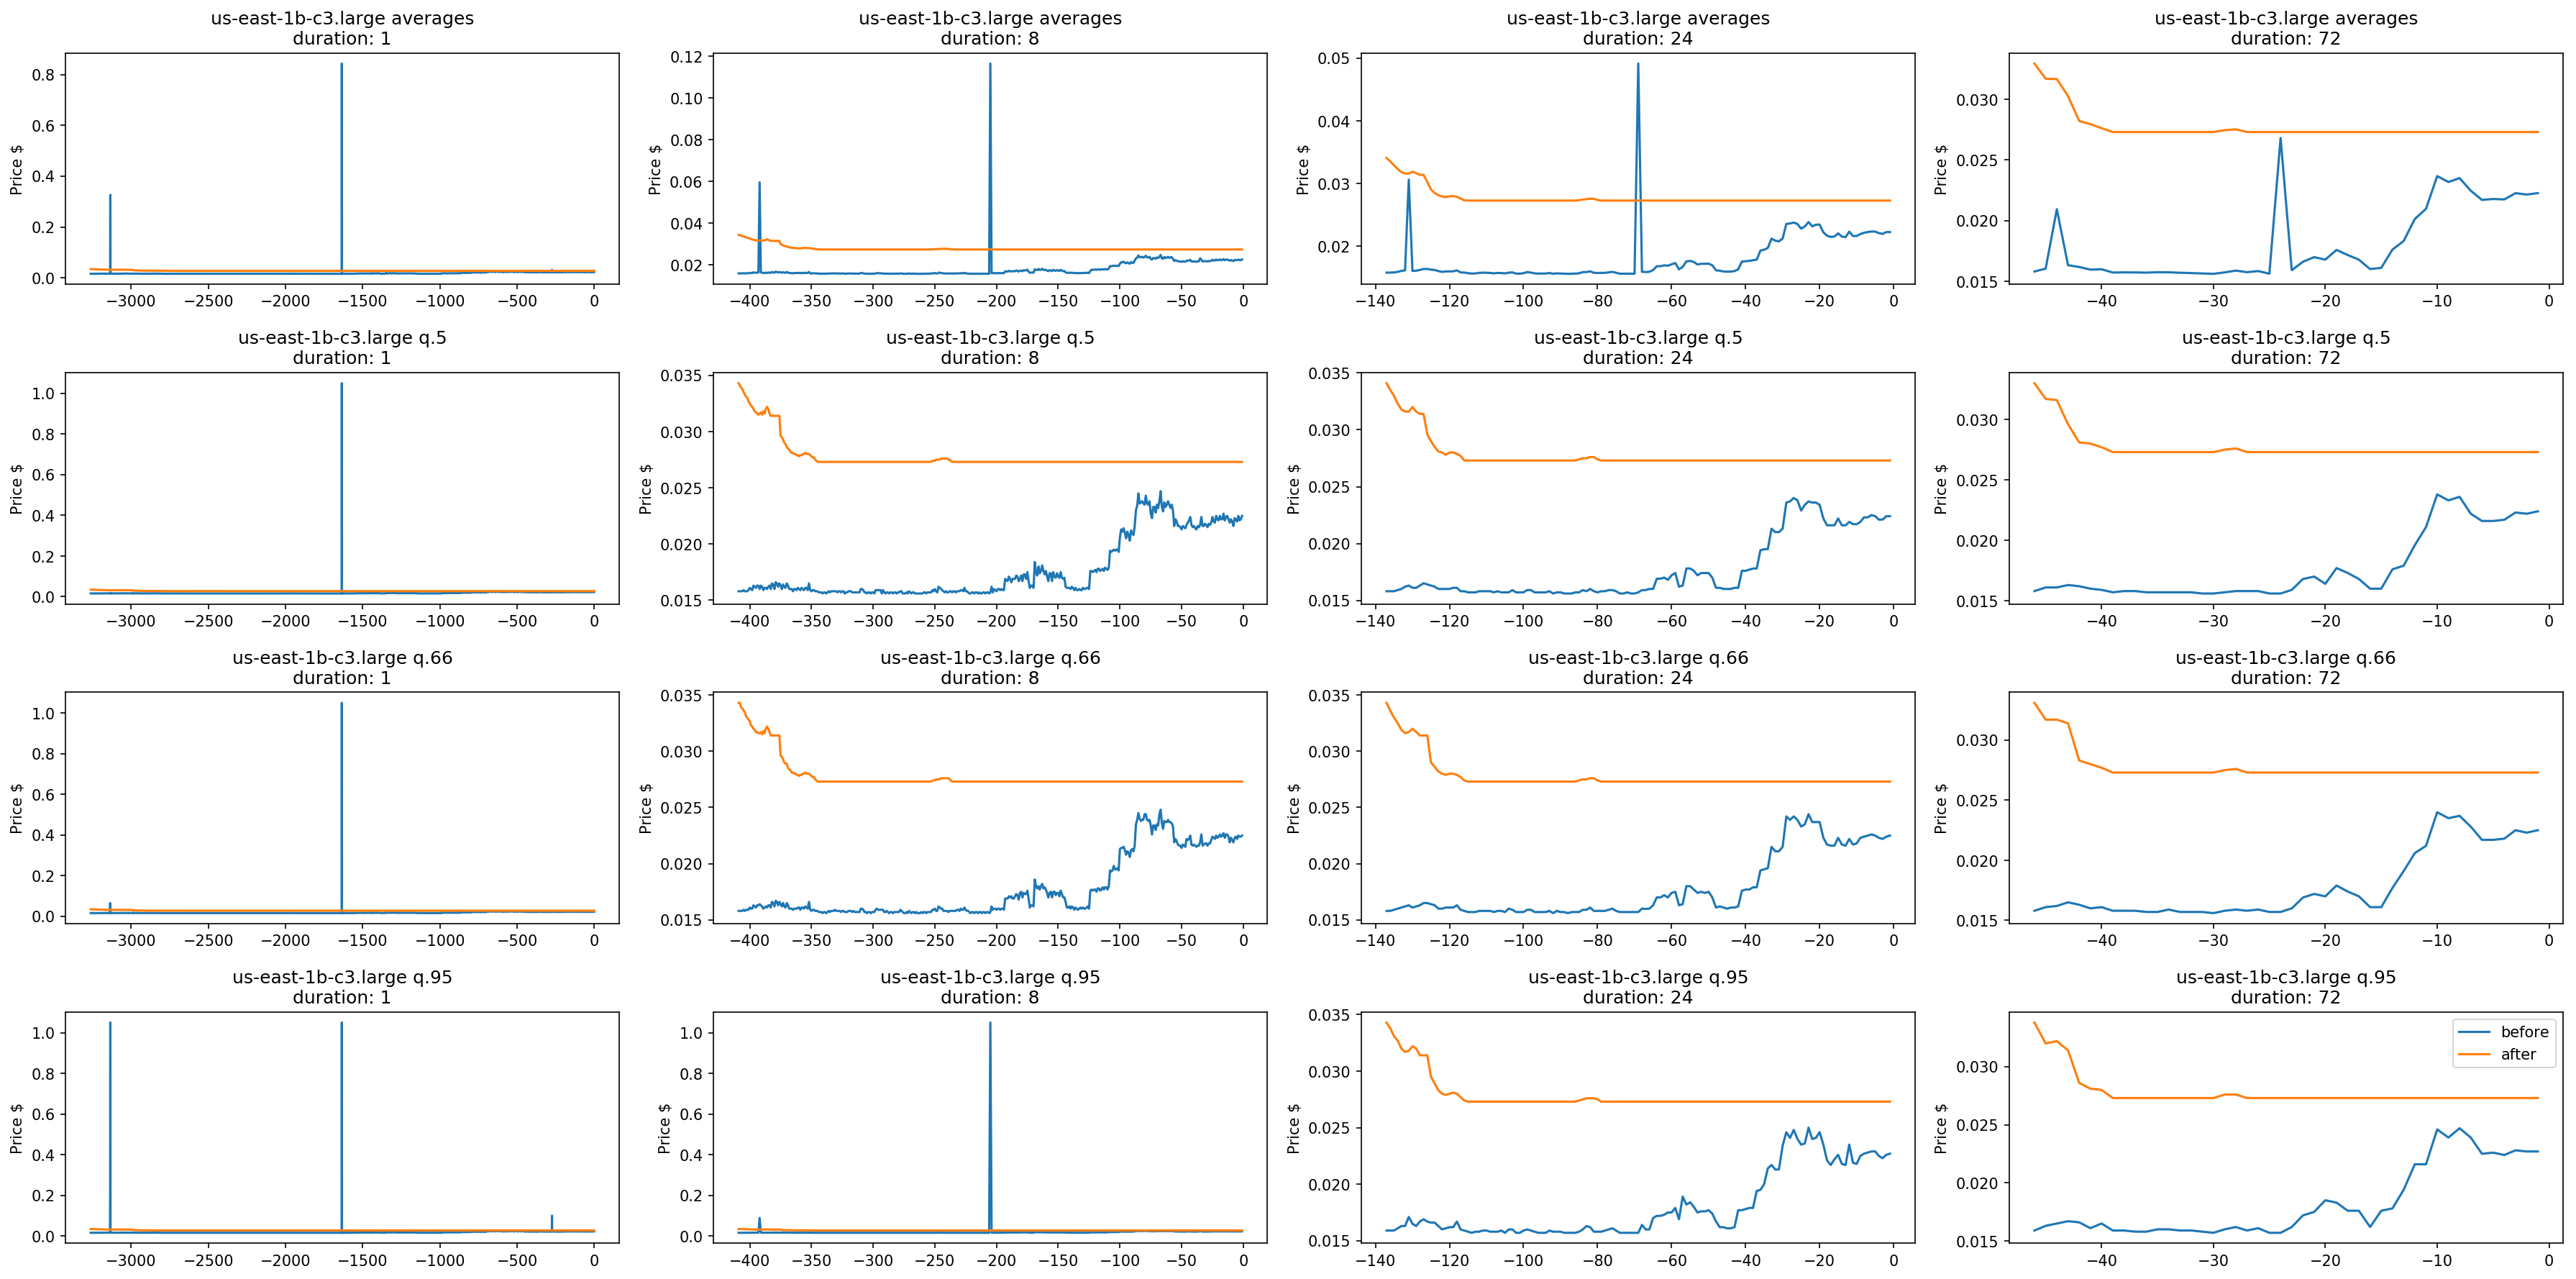 us-east-1b-c3.large averages
duration: 1
us-east-1b-c3.large averages
duration: 8
us-east-1b-c3.large averages
duration: 24
us-east-1b-c3.large averages
duration: 72
Price $
0.8
0.6
0.4
0.2
0.0
−3000 −2500 −2000 −1500 −1000 −500 0
Price $
0.12
0.10
0.08
0.06
0.04
0.02
−400 −350 −300 −250 −200 −150 −100 −50 0
Price $
0.05
0.04
0.03
0.02
−140 −120 −100 −80 −60 −40 −20 0
Price $
0.030
0.025
0.020
0.015
−40 −30 −20 −10 0
us-east-1b-c3.large q.5
duration: 1
us-east-1b-c3.large q.5
duration: 8
us-east-1b-c3.large q.5
duration: 24
us-east-1b-c3.large q.5
duration: 72
Price $
1.0
0.8
0.6
0.4
0.2
0.0
−3000 −2500 −2000 −1500 −1000 −500 0
Price $
0.035
0.030
0.025
0.020
0.015
−400 −350 −300 −250 −200 −150 −100 −50 0
Price $
0.035
0.030
0.025
0.020
0.015
−140 −120 −100 −80 −60 −40 −20 0
Price $
0.030
0.025
0.020
0.015
−40 −30 −20 −10 0
us-east-1b-c3.large q.66
duration: 1
us-east-1b-c3.large q.66
duration: 8
us-east-1b-c3.large q.66
duration: 24
us-east-1b-c3.large q.66
duration: 72
Price $
1.0
0.8
0.6
0.4
0.2
0.0
−3000 −2500 −2000 −1500 −1000 −500 0
Price $
0.035
0.030
0.025
0.020
0.015
−400 −350 −300 −250 −200 −150 −100 −50 0
Price $
0.035
0.030
0.025
0.020
0.015
−140 −120 −100 −80 −60 −40 −20 0
Price $
0.030
0.025
0.020
0.015
−40 −30 −20 −10 0
us-east-1b-c3.large q.95
duration: 1
us-east-1b-c3.large q.95
duration: 8
us-east-1b-c3.large q.95
duration: 24
us-east-1b-c3.large q.95
duration: 72
Price $
1.0
0.8
0.6
0.4
0.2
0.0
−3000 −2500 −2000 −1500 −1000 −500 0
Price $
1.0
0.8
0.6
0.4
0.2
0.0
−400 −350 −300 −250 −200 −150 −100 −50 0
Price $
0.035
0.030
0.025
0.020
0.015
−140 −120 −100 −80 −60 −40 −20 0
Price $
0.030
0.025
0.020
0.015
−40 −30 −20 −10 0
before
after